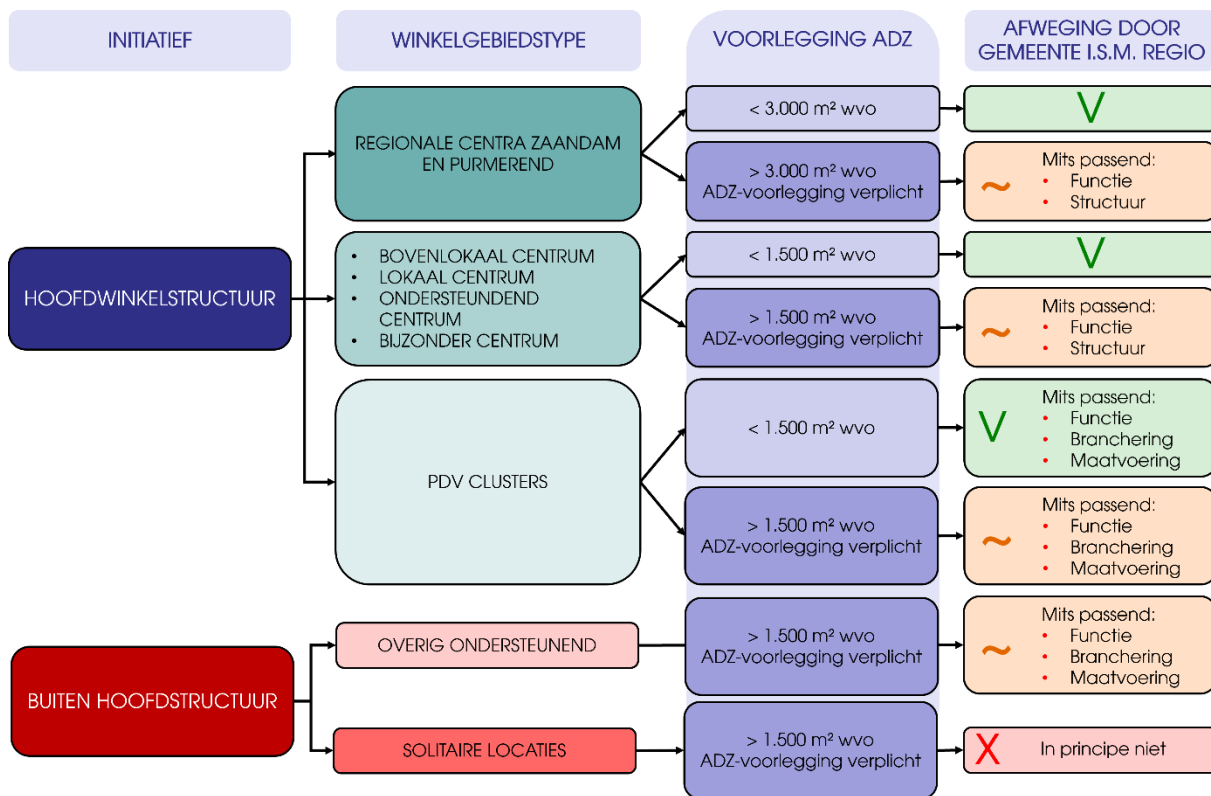 INITIATIEF
WINKELGEBIEDSTYPE
VOORLEGGING ADZ
AFWEGING DOOR
GEMEENTE I.S.M. REGIO
HOOFDWINKELSTRUCTUUR
REGIONALE CENTRA ZAANDAM
EN PURMEREND
< 3.000 m² wvo
V
> 3.000 m² wvo
ADZ-voorlegging verplicht
~
Mits passend:
• Functie
• Structuur
• BOVENLOKAAL CENTRUM
• LOKAAL CENTRUM
• ONDERSTEUNDEND
CENTRUM
• BIJZONDER CENTRUM
< 1.500 m² wvo
V
> 1.500 m² wvo
ADZ-voorlegging verplicht
~
Mits passend:
• Functie
• Structuur
PDV CLUSTERS
< 1.500 m² wvo
V
Mits passend:
• Functie
• Branchering
• Maatvoering
> 1.500 m² wvo
ADZ-voorlegging verplicht
~
Mits passend:
• Functie
• Branchering
• Maatvoering
BUITEN HOOFDSTRUCTUUR
OVERIG ONDERSTEUNEND
> 1.500 m² wvo
ADZ-voorlegging verplicht
~
Mits passend:
• Functie
• Branchering
• Maatvoering
SOLITAIRE LOCATIES
> 1.500 m² wvo
ADZ-voorlegging verplicht
X
In principe niet